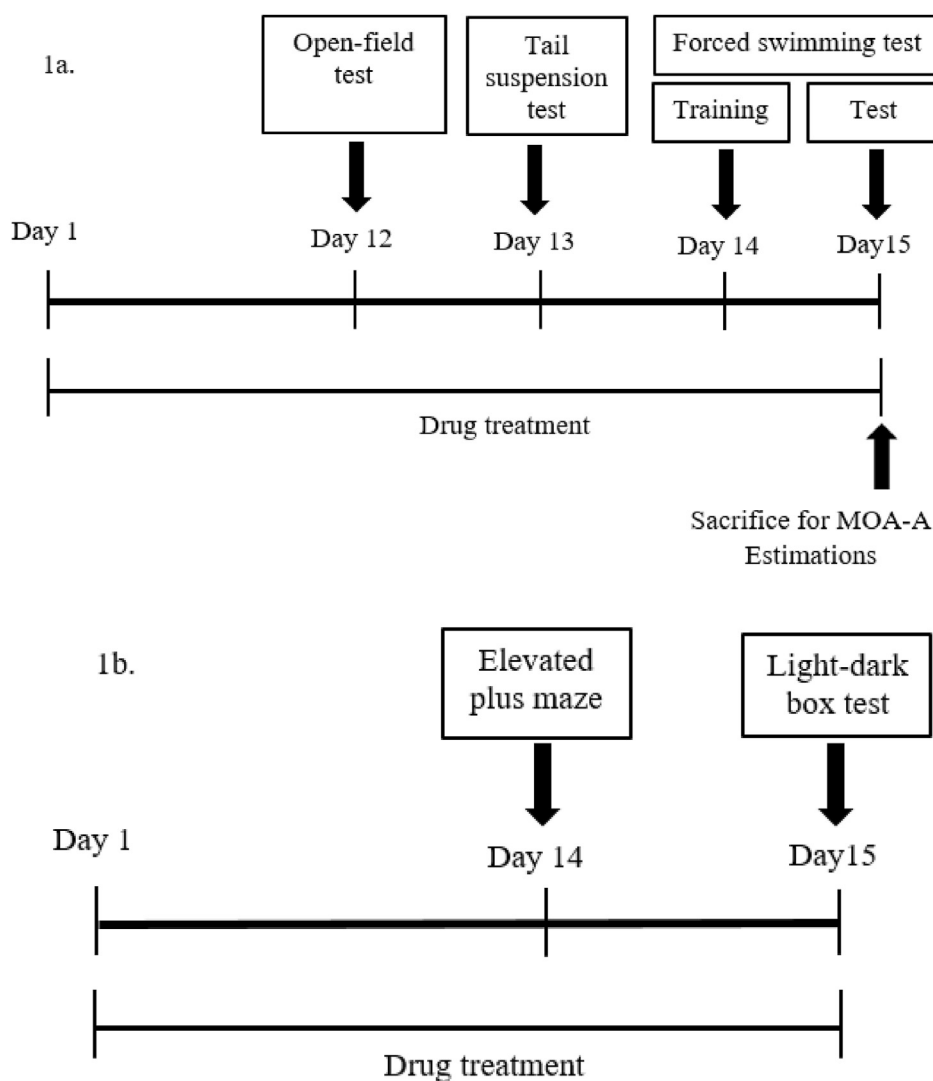 1a.
Open-field
test
Tail
suspension
test
Forced swimming test
Training
Test
Day 1
Day 12
Day 13
Day 14
Day15
Drug treatment
Sacrifice for MOA-A
Estimations
1b.
Elevated
plus maze
Light-dark
box test
Day 1
Day 14
Day15
Drug treatment